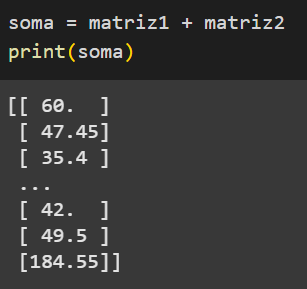 soma = matriz1 + matriz2
print(soma)
[[ 60.  ]
 [ 47.45]
 [ 35.4 ]
 ...
 [ 42.  ]
 [ 49.5 ]
 [184.55]]